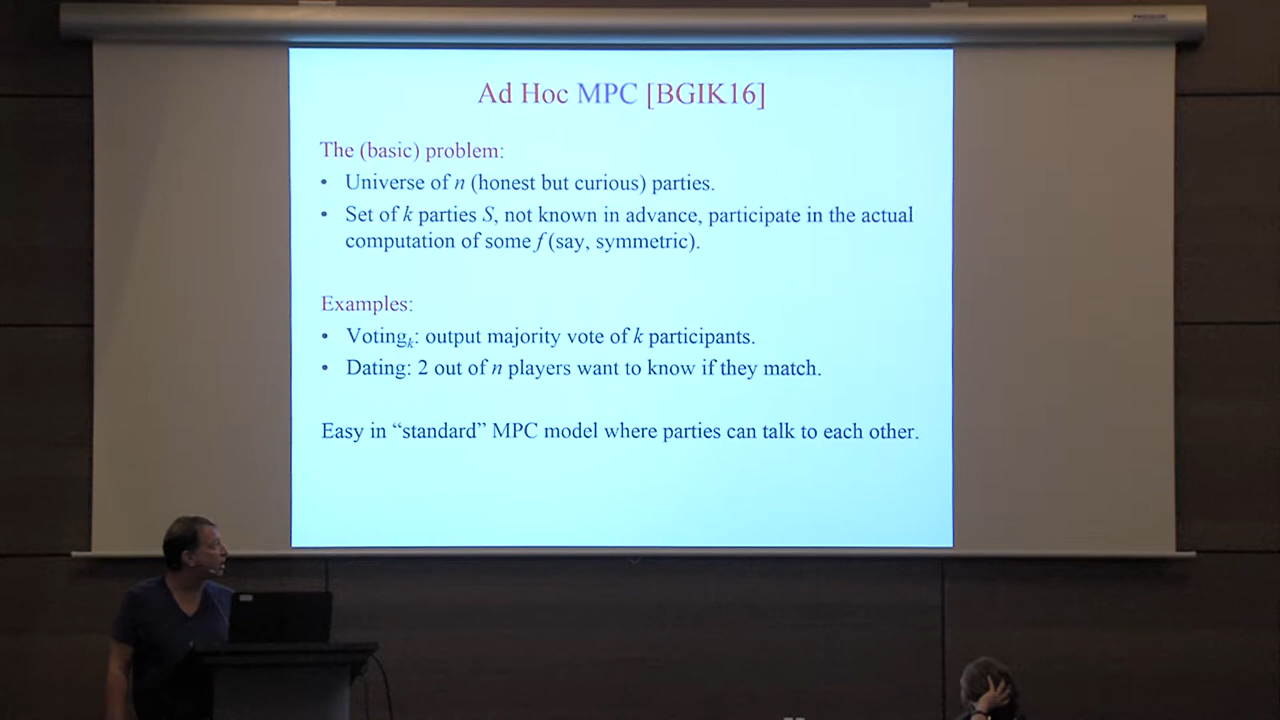 Ad Hoc MPC [BGIK16]
The (basic) problem:
• Universe of n (honest but curious) parties.
• Set of k parties S, not known in advance, participate in the actual
computation of some f (say, symmetric).
Examples:
• Votingₖ: output majority vote of k participants.
• Dating: 2 out of n players want to know if they match.
Easy in “standard” MPC model where parties can talk to each other.